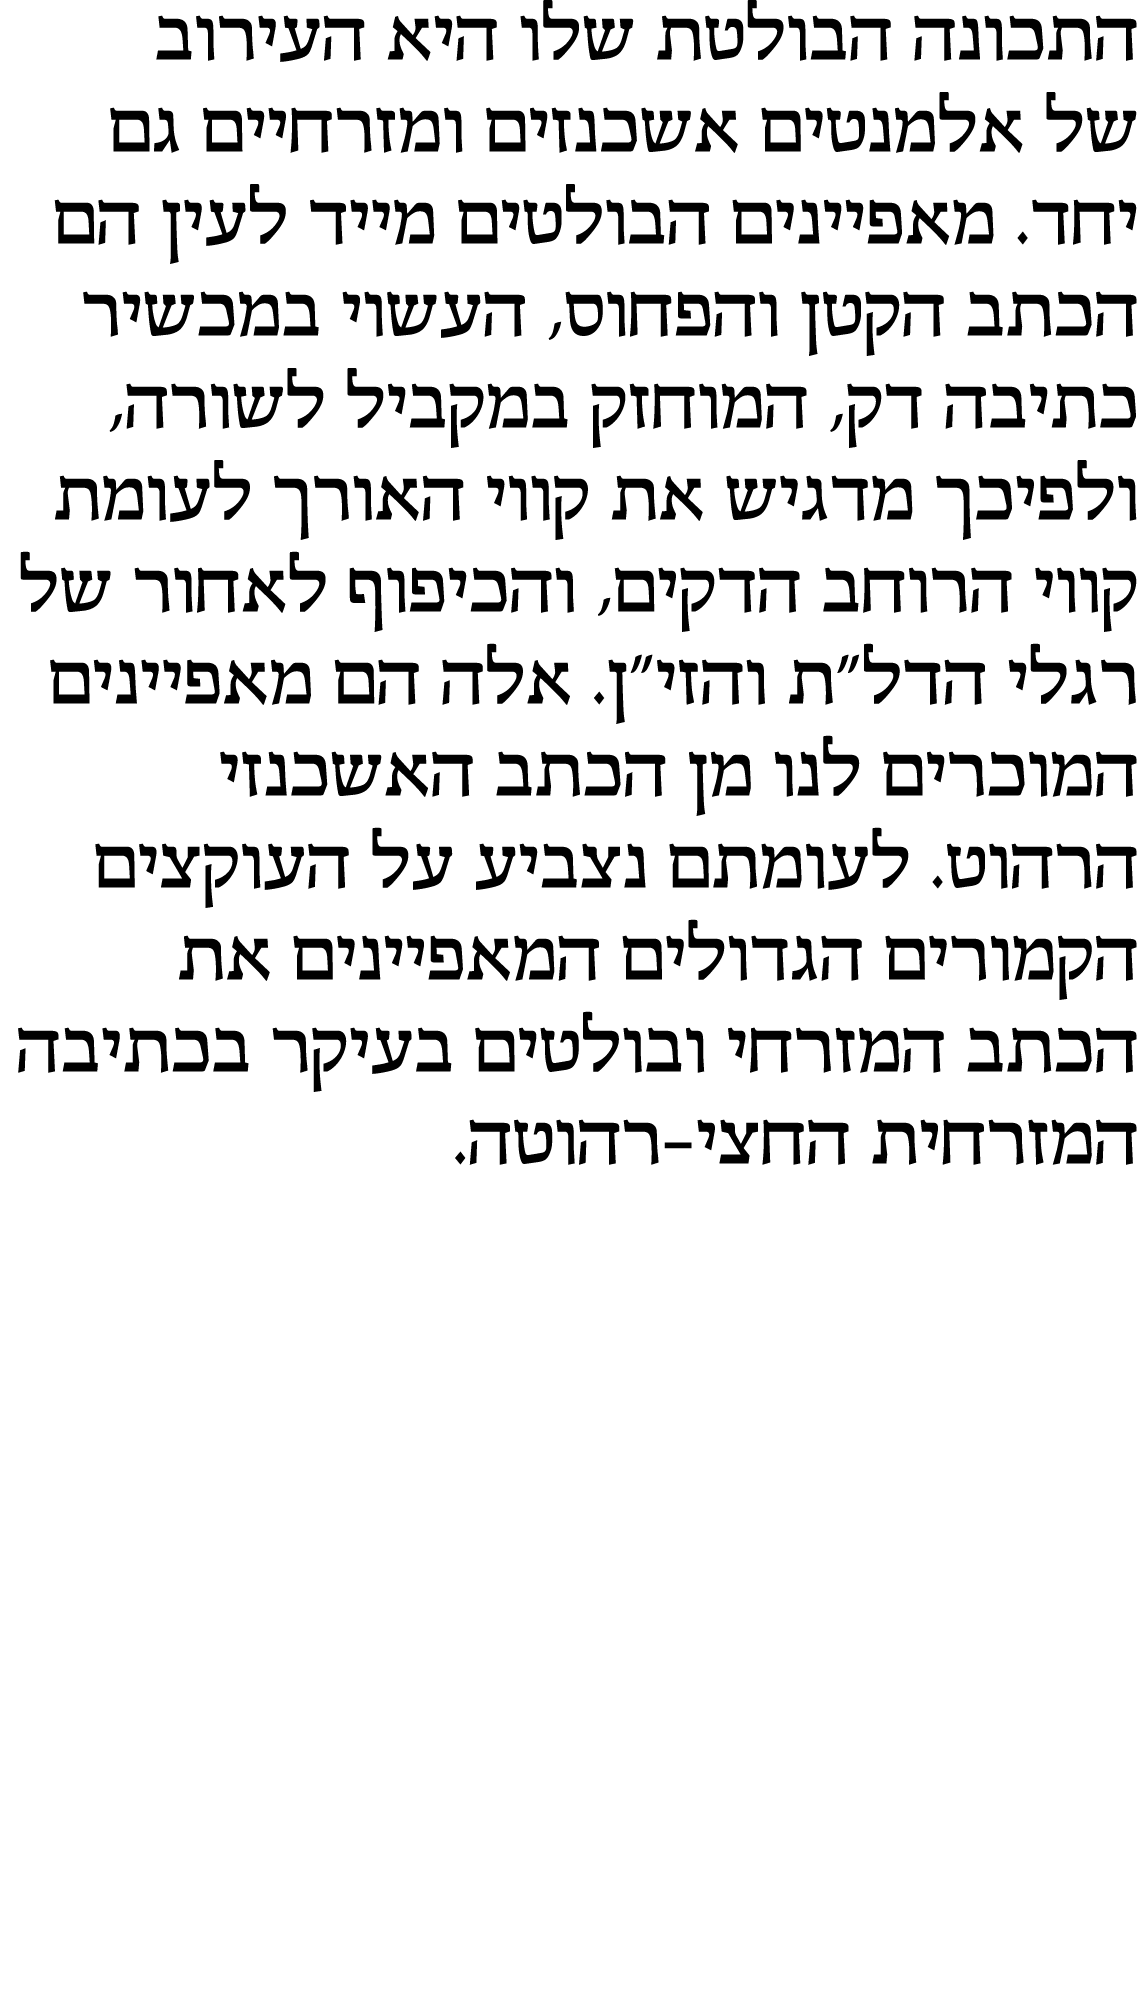 התכונה הבולטת שלו היא העירוב
של אלמנטים אשכנזים ומזרחיים גם
יחד. מאפיינים הבולטים מייד לעין הם
הכתב הקטן והפחוס, העשוי במכשיר
כתיבה דק, המוחזק במקביל לשורה,
ולפיכך מדגיש את קווי האורך לעומת
קווי הרוחב הדקים, והכיפוף לאחור של
רגלי הדל״ת והזי״ן. אלה הם מאפיינים
המוכרים לנו מן הכתב האשכנזי
הרהוט. לעומתם נצביע על העוקצים
הקמורים הגדולים המאפיינים את
הכתב המזרחי ובולטים בעיקר בכתיבה
המזרחית החצי–רהוטה.